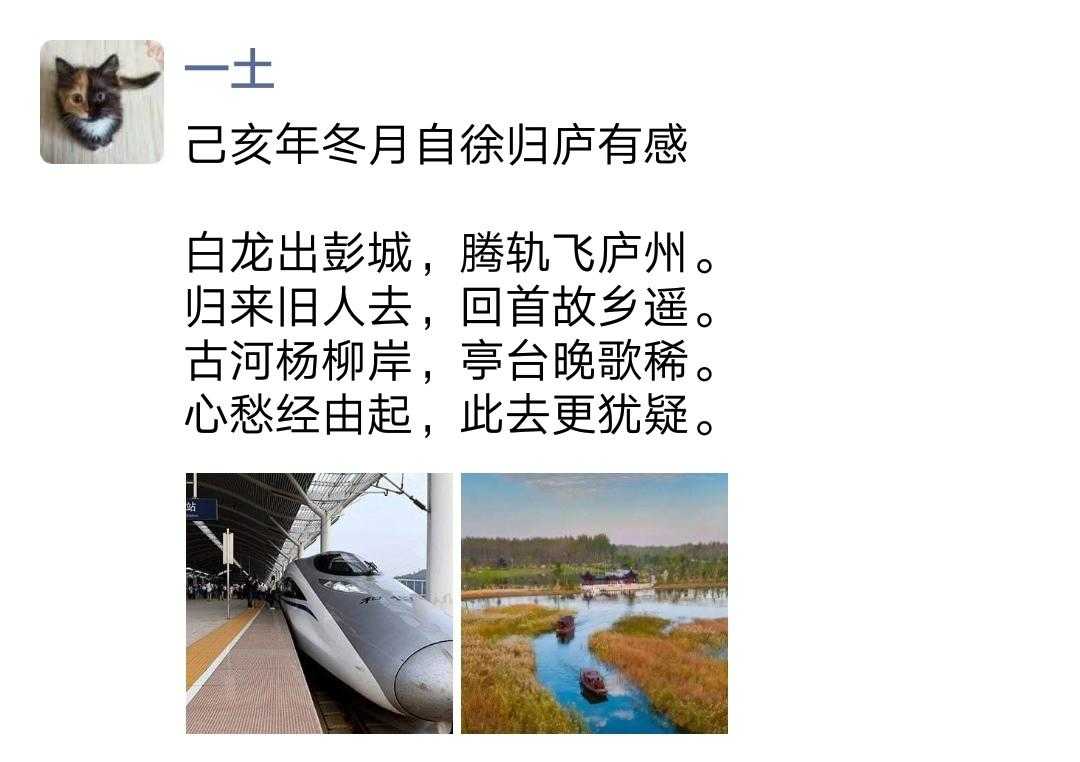 一土
己亥年冬月自徐归庐有感
白龙出彭城，腾轨飞庐州。
归来旧人去，回首故乡遥。
古河杨柳岸，亭台晚歌稀。
心愁经由起，此去更犹疑。
站